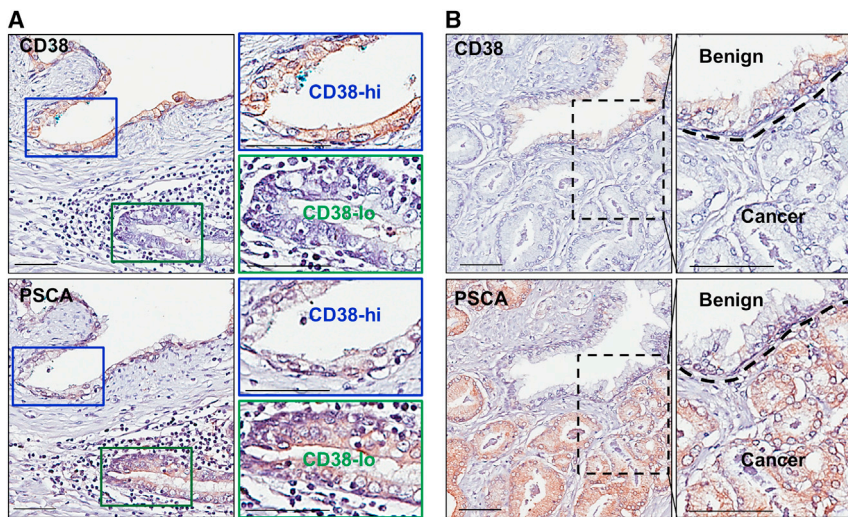 A
CD38
CD38-hi
CD38-lo
PSCA
CD38-hi
CD38-lo
B
CD38
Benign
Cancer
PSCA
Benign
Cancer